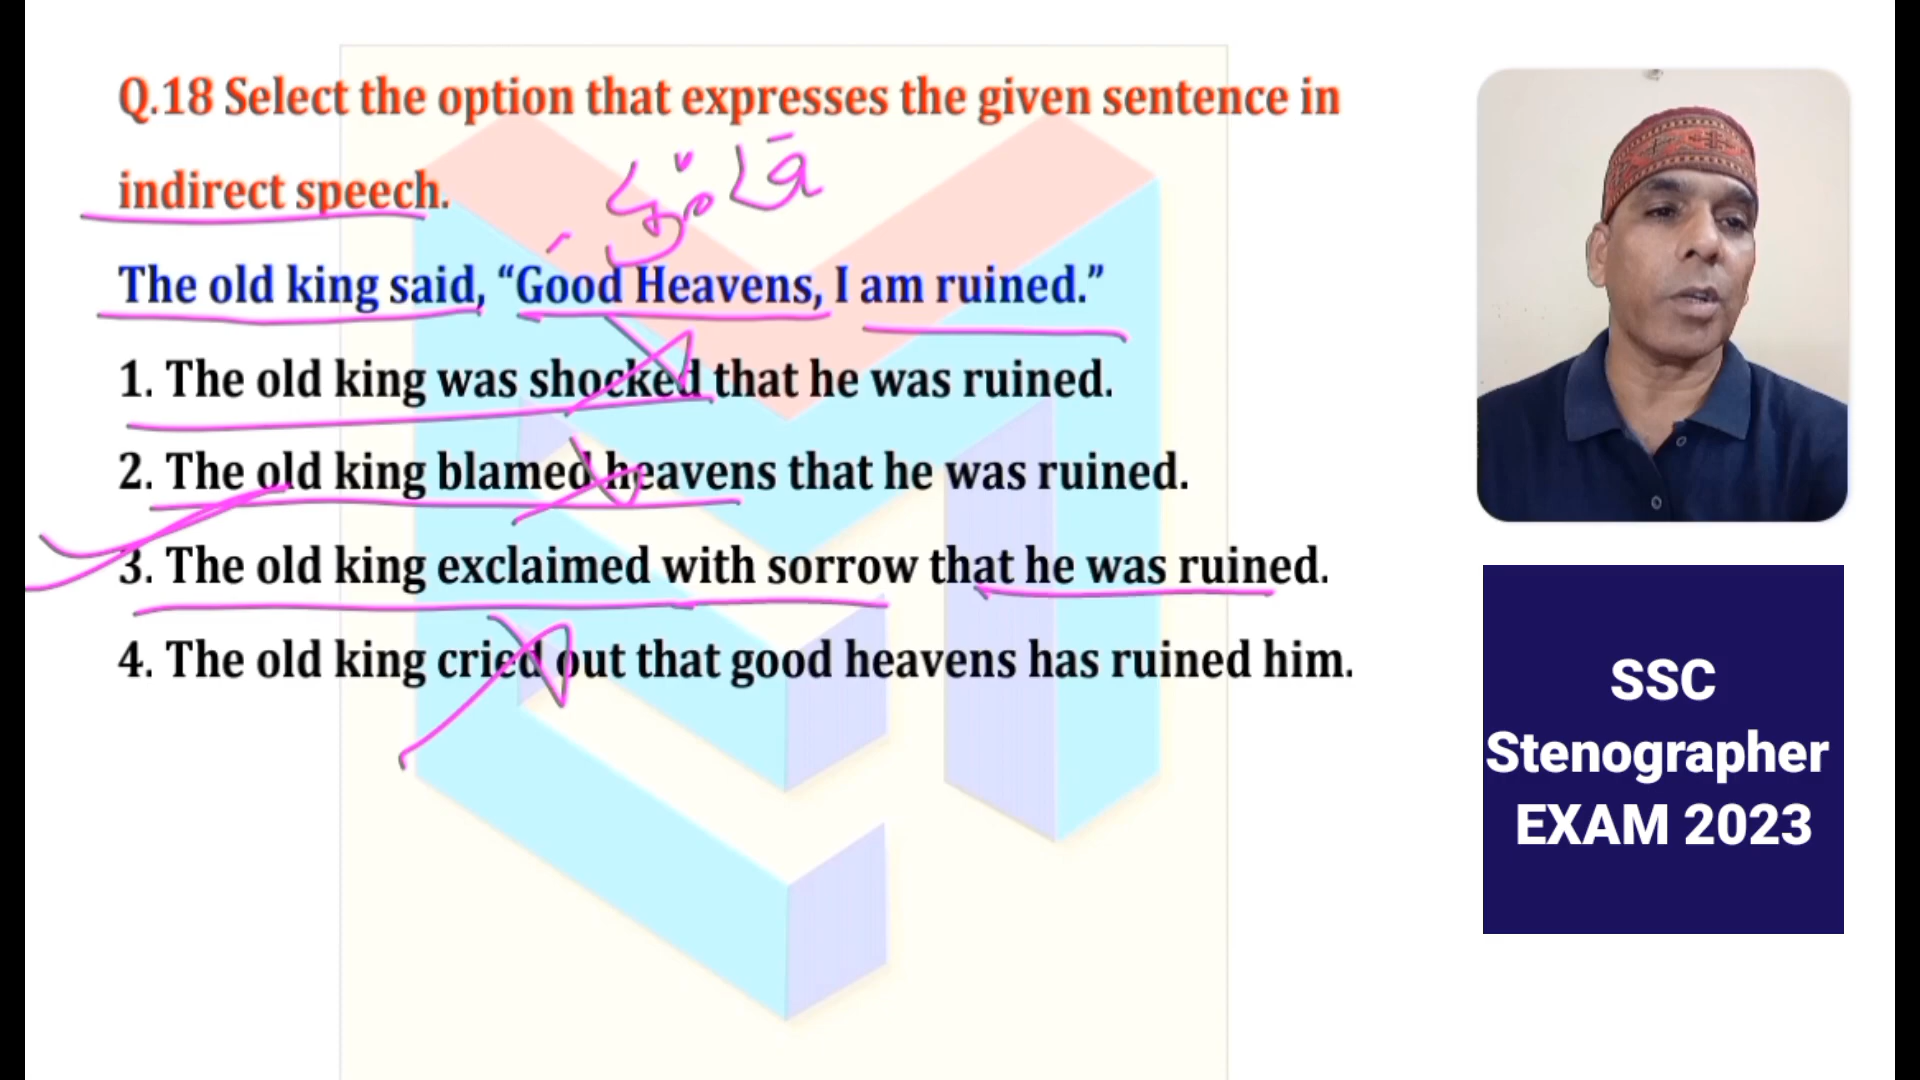 Q.18 Select the option that expresses the given sentence in
indirect speech.
The old king said, “Good Heavens, I am ruined.”
1. The old king was shocked that he was ruined.
2. The old king blamed heavens that he was ruined.
3. The old king exclaimed with sorrow that he was ruined.
4. The old king cried out that good heavens has ruined him.
SSC
Stenographer
EXAM 2023